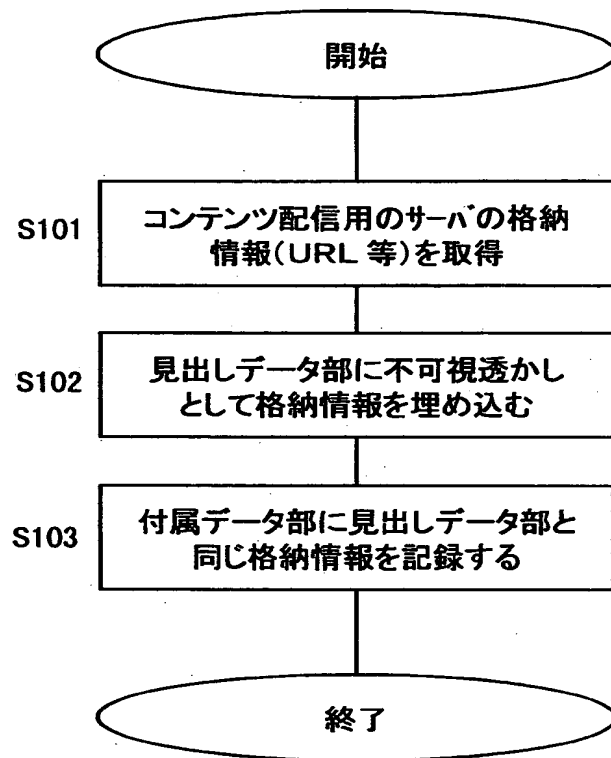 開始
S101
コンテンツ配信用のサーバの格納
情報(URL 等)を取得
S102
見出しデータ部に不可視透かし
として格納情報を埋め込む
S103
付属データ部に見出しデータ部と
同じ格納情報を記録する
終了